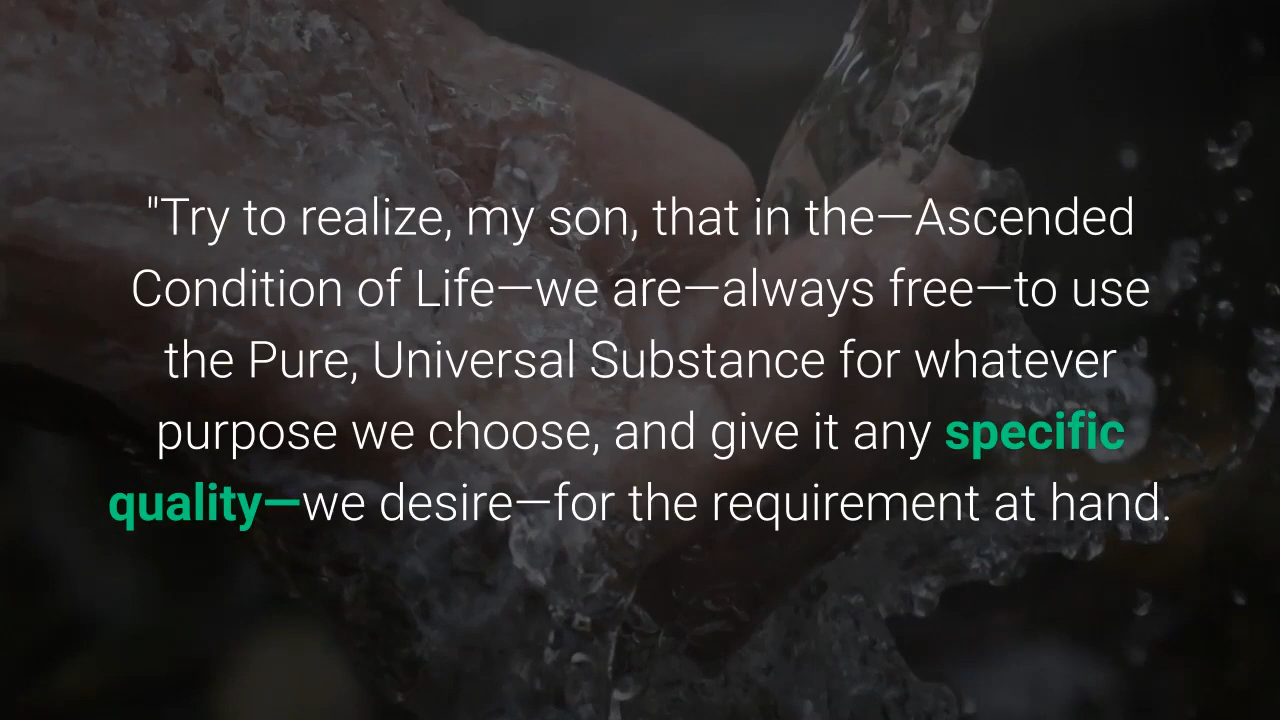 "Try to realize, my son, that in the—Ascended
Condition of Life—we are—always free—to use
the Pure, Universal Substance for whatever
purpose we choose, and give it any specific
quality—we desire—for the requirement at hand.